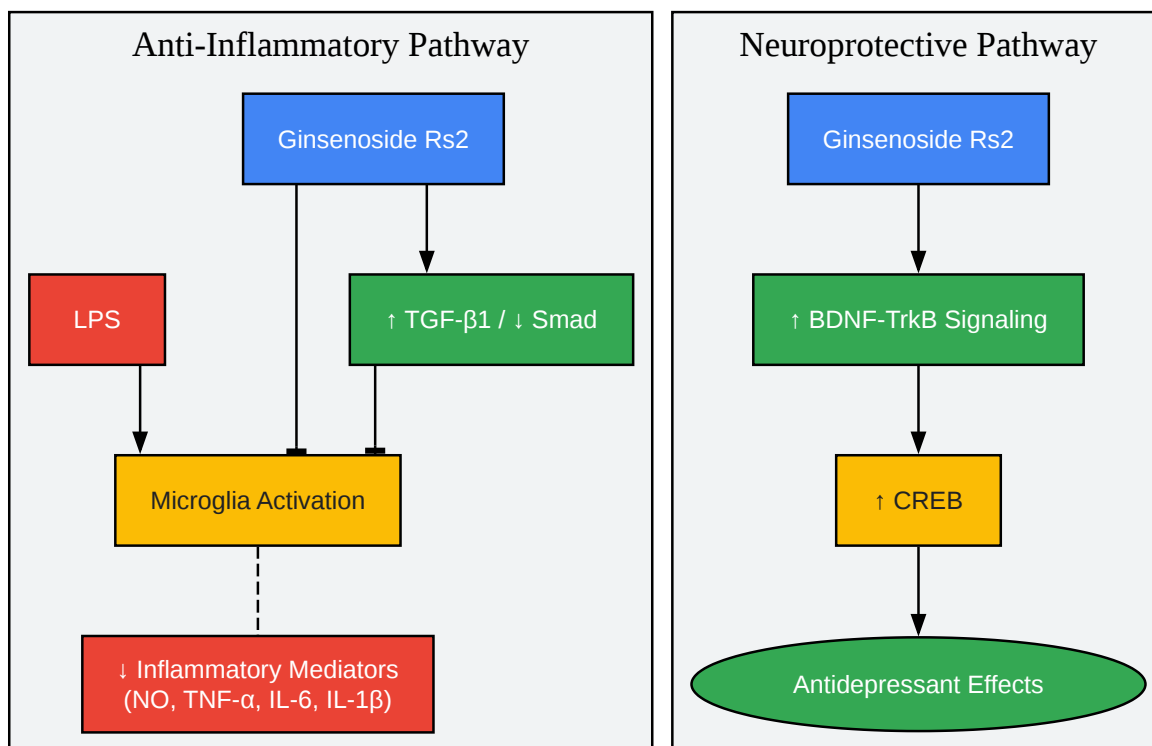 Anti-Inflammatory Pathway
Ginsenoside Rs2
LPS
↑ TGF-β1 / ↓ Smad
Microglia Activation
↓ Inflammatory Mediators
(NO, TNF-α, IL-6, IL-1β)
Neuroprotective Pathway
Ginsenoside Rs2
↑ BDNF-TrkB Signaling
↑ CREB
Antidepressant Effects